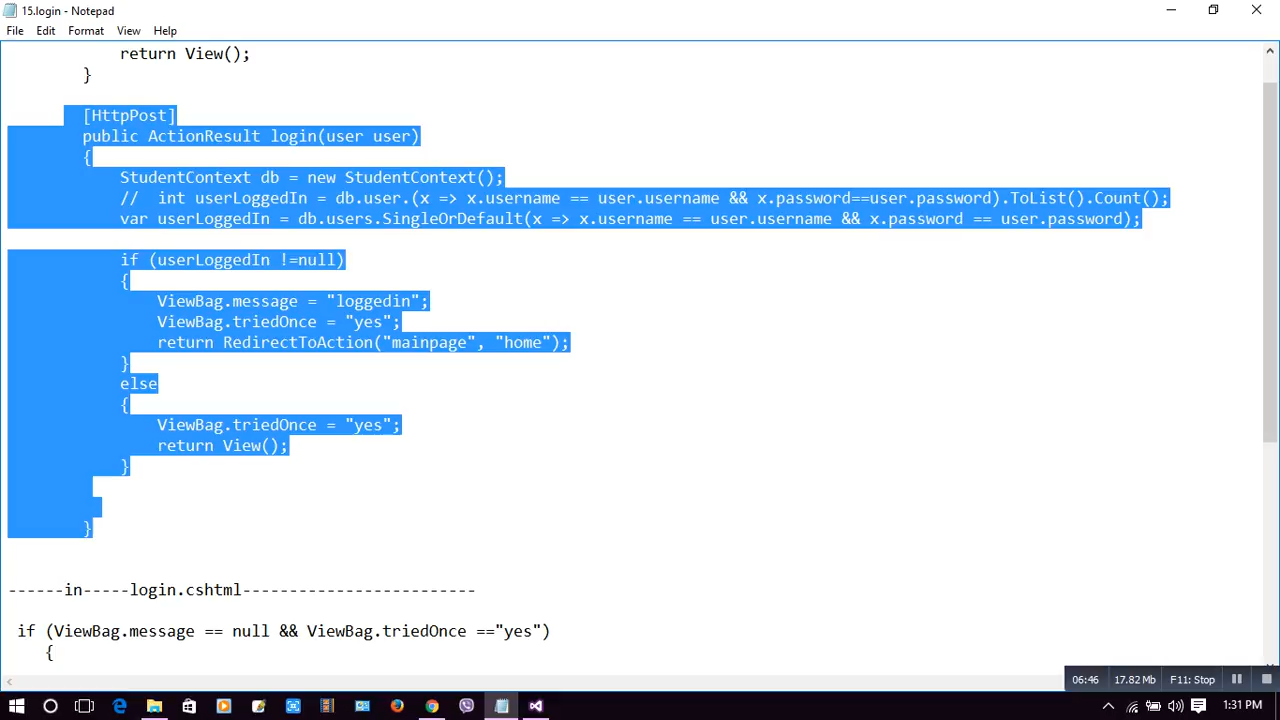 15.login - Notepad
File Edit Format View Help
return View();
}
[HttpPost]
public ActionResult login(user user)
{
StudentContext db = new StudentContext();
//  int userLoggedIn = db.user.(x => x.username == user.username && x.password==user.password).ToList().Count();
var userLoggedIn = db.users.SingleOrDefault(x => x.username == user.username && x.password == user.password);
if (userLoggedIn !=null)
{
ViewBag.message = "loggedin";
ViewBag.triedOnce = "yes";
return RedirectToAction("mainpage", "home");
}
else
{
ViewBag.triedOnce = "yes";
return View();
}
}
------in-----login.cshtml-------------------------
if (ViewBag.message == null && ViewBag.triedOnce =="yes")
{
06:46 17.82 Mb F11: Stop
1:31 PM